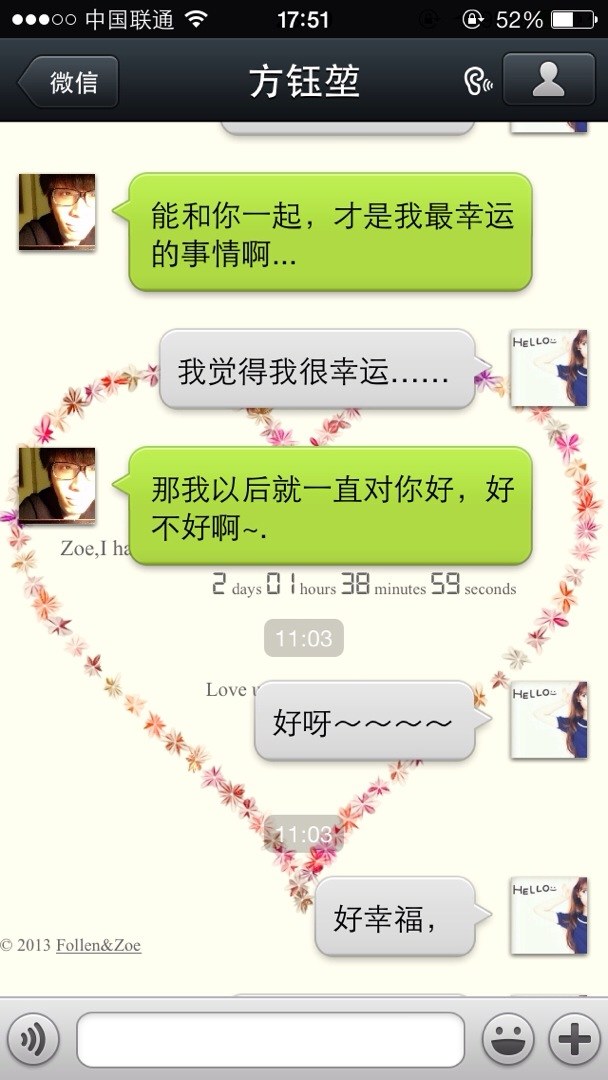 中国联通
17:51
52%
微信
方钰堃
能和你一起，才是我最幸运
的事情啊...
HELLO
我觉得我很幸运……
那我以后就一直对你好，好
不好啊~.
Zoe,I ha
2 days 01 hours 38 minutes 59 seconds
11:03
Love u
HELLO
好呀～～～～
11:03
HELLO
好幸福，
© 2013 Follen&Zoe